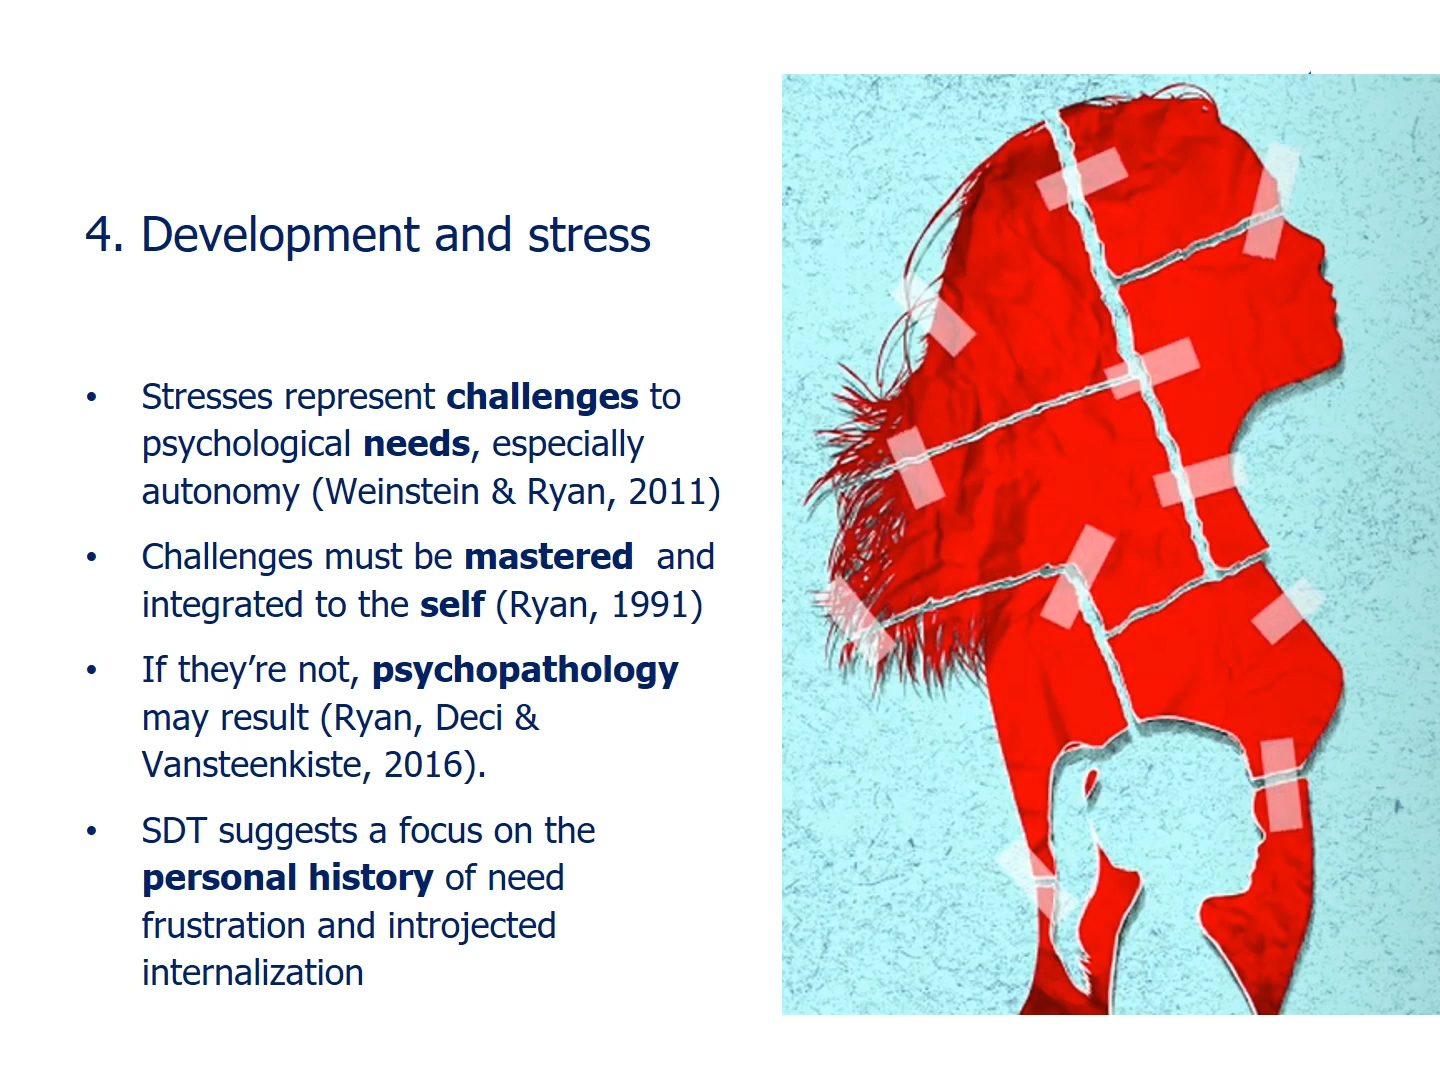 4. Development and stress
• Stresses represent challenges to
psychological needs, especially
autonomy (Weinstein & Ryan, 2011)
• Challenges must be mastered  and
integrated to the self (Ryan, 1991)
• If they’re not, psychopathology
may result (Ryan, Deci &
Vansteenkiste, 2016).
• SDT suggests a focus on the
personal history of need
frustration and introjected
internalization